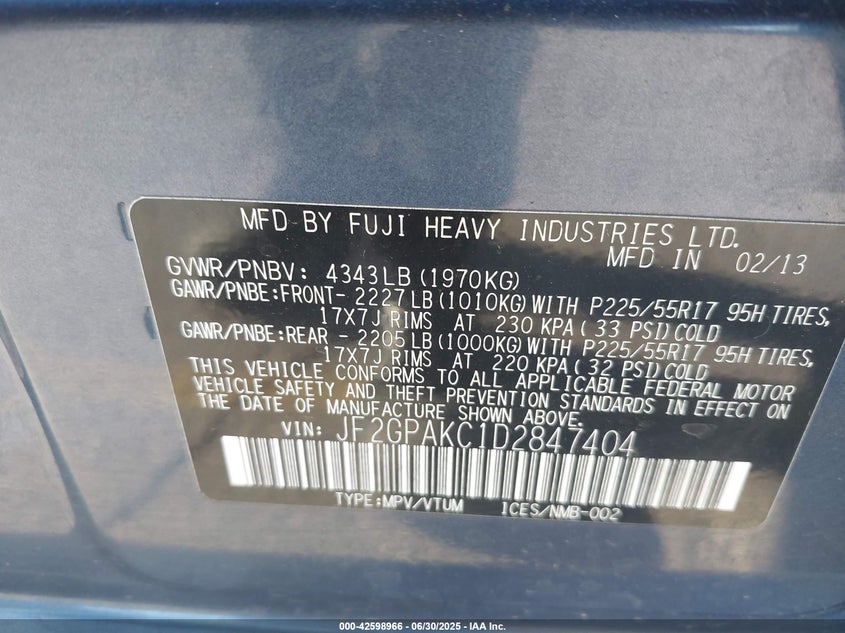 MFD BY FUJI HEAVY INDUSTRIES LTD.
MFD IN 02/13
GVWR/PNBV: 4343LB(1970KG)
GAWR/PNBE:FRONT- 2227LB(1010KG)WITH P225/55R17 95H TIRES,
17X7J RIMS AT 230 KPA(33 PSI)COLD
GAWR/PNBE:REAR - 2205LB(1000KG)WITH P225/55R17 95H TIRES,
17X7J RIMS AT 220 KPA(32 PSI)COLD
THIS VEHICLE CONFORMS TO ALL APPLICABLE FEDERAL MOTOR
VEHICLE SAFETY AND THEFT PREVENTION STANDARDS IN EFFECT ON
THE DATE OF MANUFACTURE SHOWN ABOVE.
VIN: JF2GPAKC1D2847404
TYPE:MPV/VTUM 1CES/NMB-002
000-42598966 - 06/30/2025 - IAA Inc.